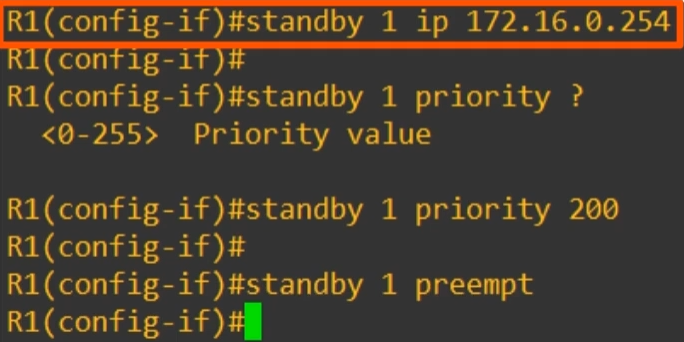 R1(config-if)#standby 1 ip 172.16.0.254
R1(config-if)#
R1(config-if)#standby 1 priority ?
<0-255> Priority value
R1(config-if)#standby 1 priority 200
R1(config-if)#
R1(config-if)#standby 1 preempt
R1(config-if)#